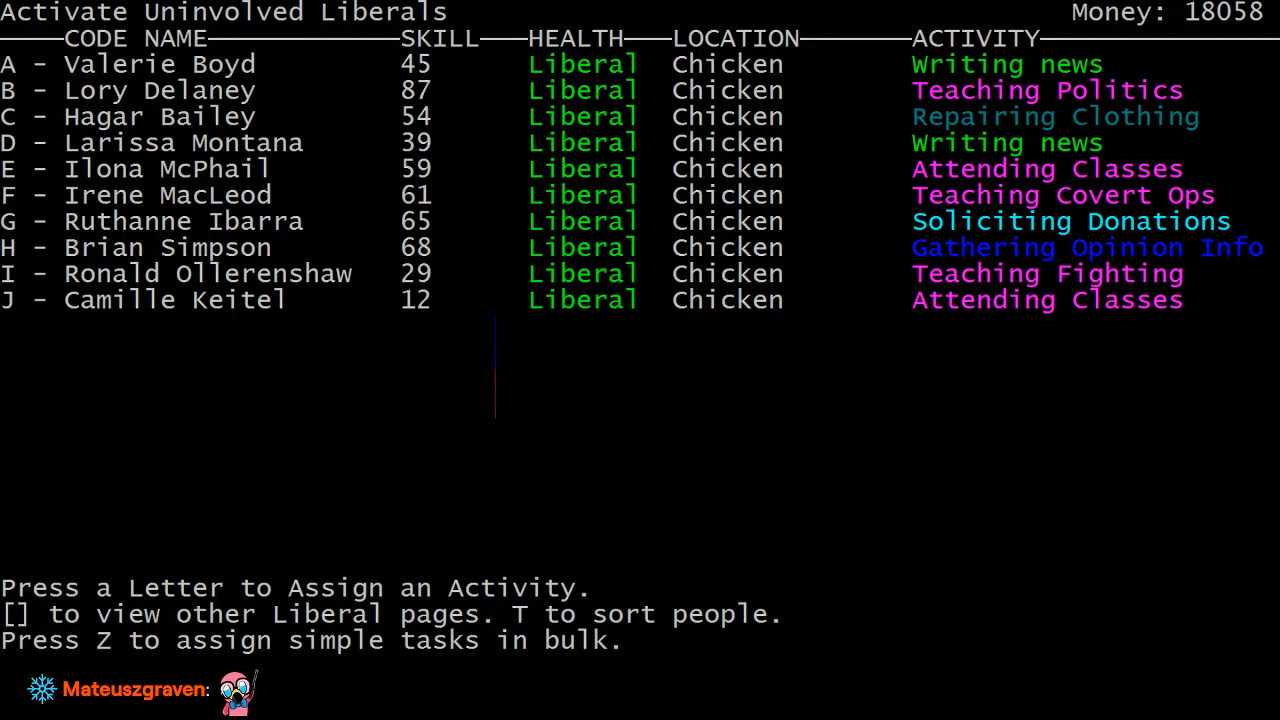 Activate Uninvolved Liberals Money: 18058
CODE NAME SKILL HEALTH LOCATION ACTIVITY
A - Valerie Boyd 45 Liberal Chicken Writing news
B - Lory Delaney 87 Liberal Chicken Teaching Politics
C - Hagar Bailey 54 Liberal Chicken Repairing Clothing
D - Larissa Montana 39 Liberal Chicken Writing news
E - Ilona McPhail 59 Liberal Chicken Attending Classes
F - Irene MacLeod 61 Liberal Chicken Teaching Covert Ops
G - Ruthanne Ibarra 65 Liberal Chicken Soliciting Donations
H - Brian Simpson 68 Liberal Chicken Gathering Opinion Info
I - Ronald Ollerenshaw 29 Liberal Chicken Teaching Fighting
J - Camille Keitel 12 Liberal Chicken Attending Classes
Press a Letter to Assign an Activity.
[] to view other Liberal pages. T to sort people.
Press Z to assign simple tasks in bulk.
Mateuszgraven: